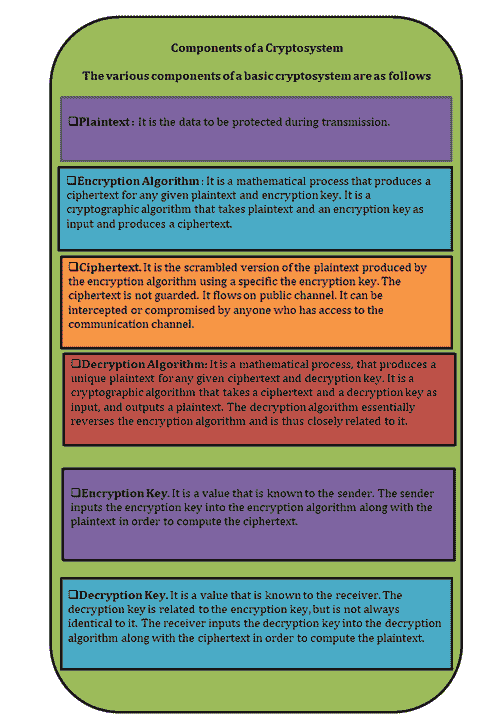 Components of a Cryptosystem
The various components of a basic cryptosystem are as follows
❑Plaintext : It is the data to be protected during transmission.
❑Encryption Algorithm : It is a mathematical process that produces a
ciphertext for any given plaintext and encryption key. It is a
cryptographic algorithm that takes plaintext and an encryption key as
input and produces a ciphertext.
❑Ciphertext. It is the scrambled version of the plaintext produced by
the encryption algorithm using a specific the encryption key. The
ciphertext is not guarded. It flows on public channel. It can be
intercepted or compromised by anyone who has access to the
communication channel.
❑Decryption Algorithm: It is a mathematical process, that produces a
unique plaintext for any given ciphertext and decryption key. It is a
cryptographic algorithm that takes a ciphertext and a decryption key as
input, and outputs a plaintext. The decryption algorithm essentially
reverses the encryption algorithm and is thus closely related to it.
❑Encryption Key. It is a value that is known to the sender. The sender
inputs the encryption key into the encryption algorithm along with the
plaintext in order to compute the ciphertext.
❑Decryption Key. It is a value that is known to the receiver. The
decryption key is related to the encryption key, but is not always
identical to it. The receiver inputs the decryption key into the decryption
algorithm along with the ciphertext in order to compute the plaintext.